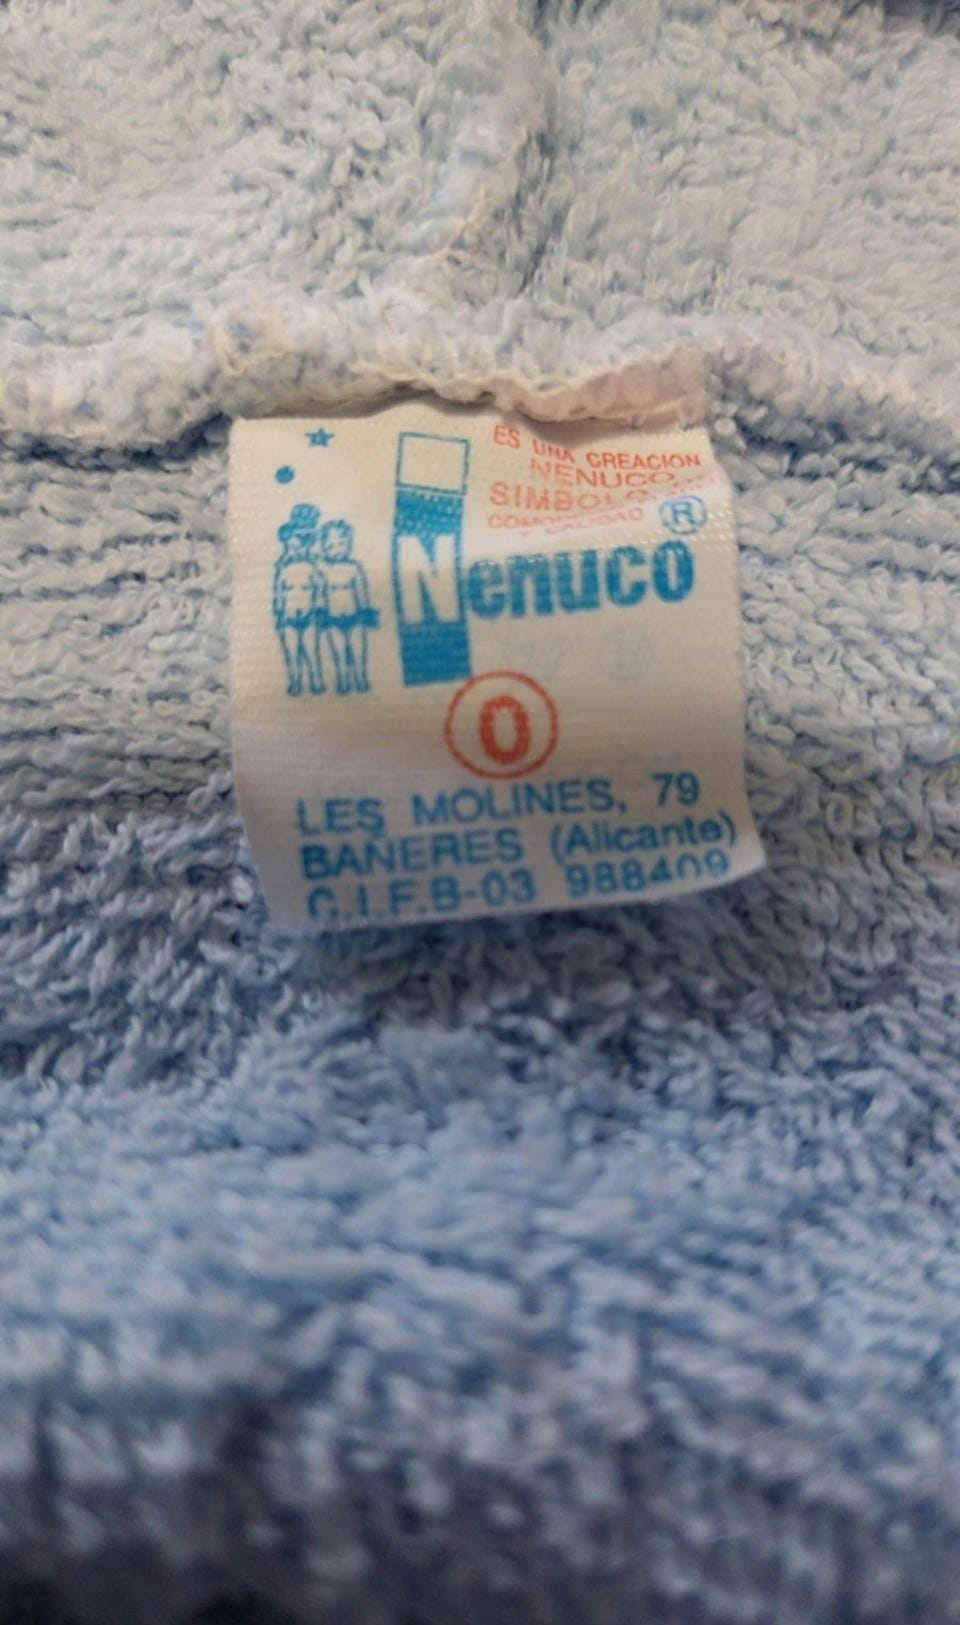 ES UNA CREACION
NENUCO
SIMBOLO
Nenuco ®
0
LES MOLINES, 79
BAÑERES (Alicante)
C.I.F.B-03 988409